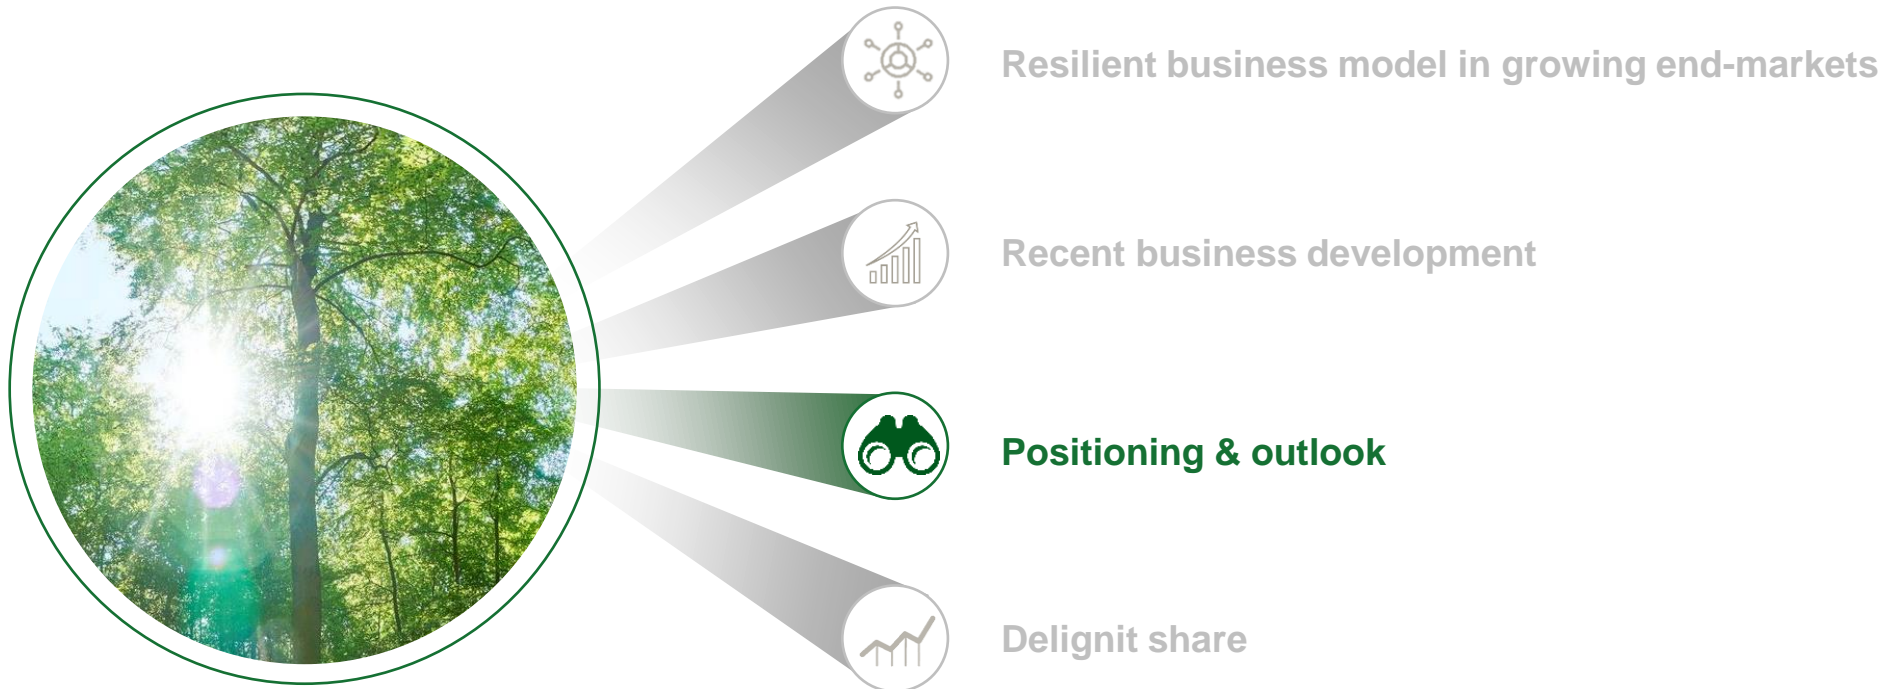 Resilient business model in growing end-markets
Recent business development
Positioning & outlook
Delignit share